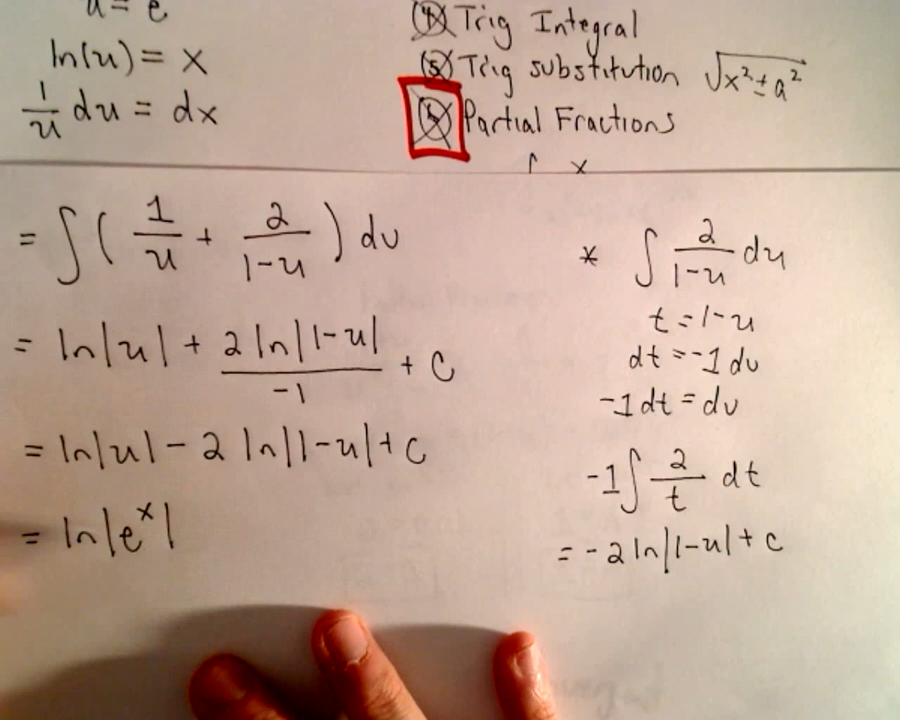 u = e
ln(u) = x
1/u du = dx
(4) Trig Integral
(5) Trig substitution √(x² ± a²)
Partial Fractions
= ∫ ( 1/u + 2/(1-u) ) du
= ln|u| + 2 ln|1-u| / -1 + C
= ln|u| - 2 ln|1-u| + C
= ln|e^x|
* ∫ 2/(1-u) du
t = 1-u
dt = -1 du
-1 dt = du
-1 ∫ 2/t dt
= -2 ln|1-u| + C